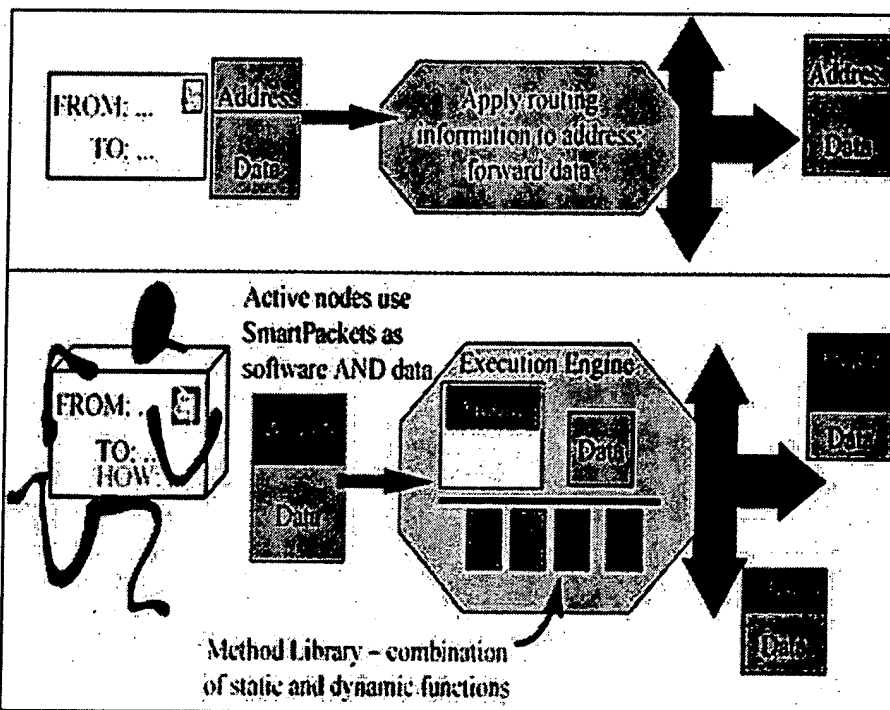 FROM: ...
TO: ...
Address
Data
Apply routing
information to address;
forward data
Address
Data
Active nodes use
SmartPackets as
software AND data
FROM: ...
TO: ...
HOW:
Data
Execution Engine
Data
Data
Data
Method Library – combination
of static and dynamic functions